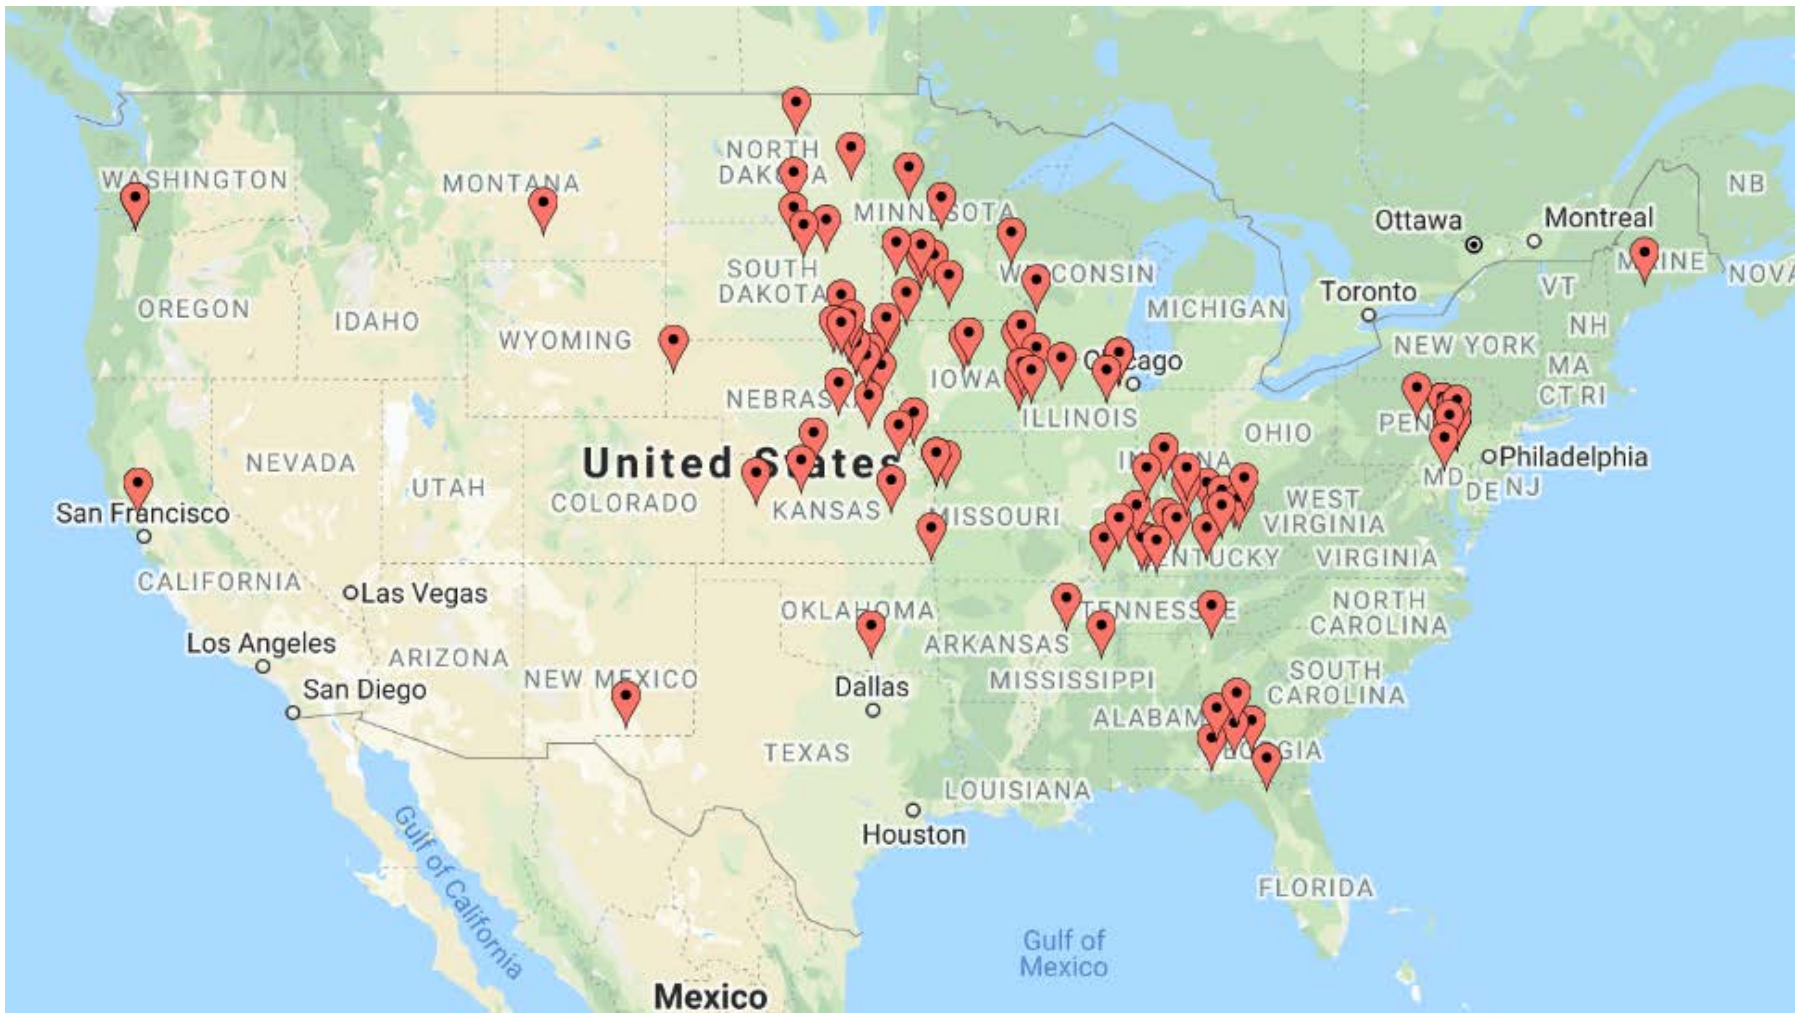 NORTH
DAKOTA
WASHINGTON
MONTANA
NB
MINNESOTA
Ottawa
Montreal
MAINE
NOVA
SOUTH
DAKOTA
WISCONSIN
VT
OREGON
IDAHO
MICHIGAN
Toronto
NH
WYOMING
NEW YORK
MA
CT RI
Chicago
IOWA
NEBRASKA
ILLINOIS
PEN
OHIO
United States
NEVADA
UTAH
INDIANA
Philadelphia
MD
DE
NJ
COLORADO
KANSAS
MISSOURI
WEST
VIRGINIA
San Francisco
KENTUCKY
VIRGINIA
CALIFORNIA
Las Vegas
OKLAHOMA
TENNESSEE
NORTH
CAROLINA
Los Angeles
ARIZONA
ARKANSAS
NEW MEXICO
San Diego
Dallas
MISSISSIPPI
SOUTH
CAROLINA
ALABAMA
GEORGIA
TEXAS
LOUISIANA
Houston
Gulf of California
FLORIDA
Gulf of
Mexico
Mexico